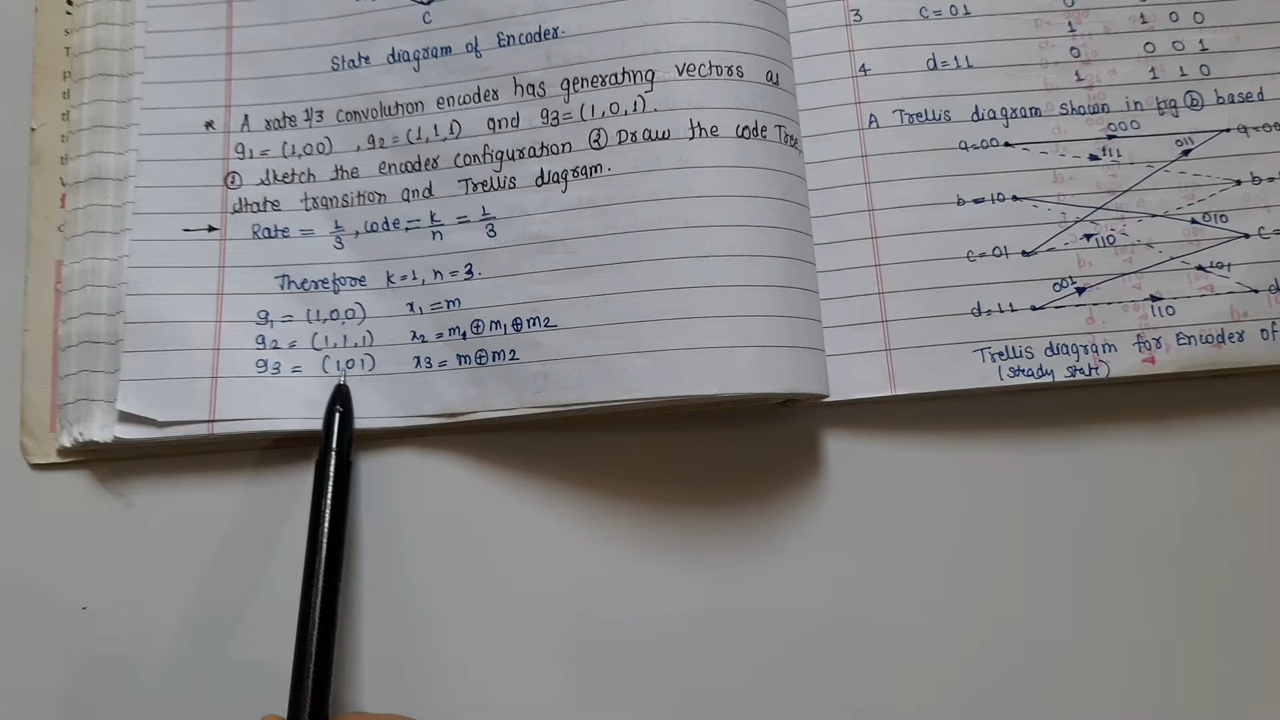 C
State diagram of Encoder.
* A rate 1/3 convolution encoder has generating vectors as
g1 = (1,00) , g2 = (1,1,1) and g3 = (1,0,1).
① Sketch the encoder configuration ② Draw the code Tree
State transition and Trellis diagram.
→ Rate = 1/3, code = k/n = 1/3
Therefore k=1, n=3.
g1 = (1,0,0) x1 = m
g2 = (1,1,1) x2 = m⊕m1⊕m2
g3 = (1,01) x3 = m⊕m2
3 c=01
1 1 0 0
4 d=11 0 0 0 1
1 1 1 0
A Trellis diagram shown in fig ⓑ based
a=00 000
111 011
b=10 b=
010
c=01 110 c=
101
001
d=11 110 d
Trellis diagram for Encoder of
(steady state)